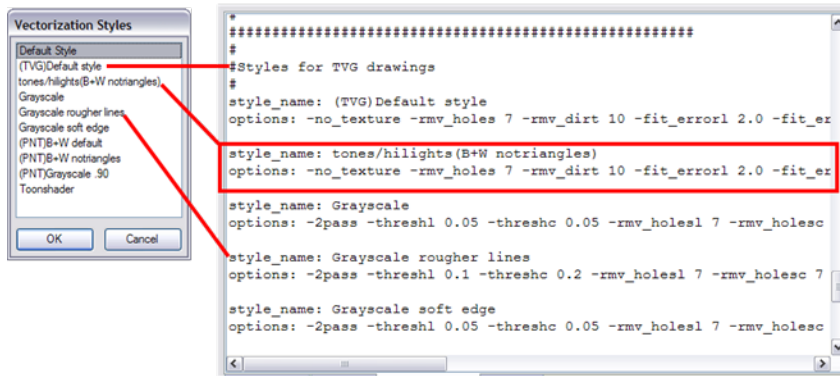 Vectorization Styles
Default Style
(TVG)Default style
tones/hilights(B+W notriangles)
Grayscale
Grayscale rougher lines
Grayscale soft edge
(PNT)B+W default
(PNT)B+W notriangles
(PNT)Grayscale .90
Toonshader
OK
Cancel
#
#######################################################
#
#Styles for TVG drawings
#
style_name: (TVG)Default style
options: -no_texture -rmv_holes 7 -rmv_dirt 10 -fit_errorl 2.0 -fit_er
style_name: tones/hilights(B+W notriangles)
options: -no_texture -rmv_holes 7 -rmv_dirt 10 -fit_errorl 2.0 -fit_er
style_name: Grayscale
options: -2pass -threshl 0.05 -threshc 0.05 -rmv_holesl 7 -rmv_holesc
style_name: Grayscale rougher lines
options: -2pass -threshl 0.1 -threshc 0.2 -rmv_holesl 7 -rmv_holesc 7
style_name: Grayscale soft edge
options: -2pass -threshl 0.05 -threshc 0.05 -rmv_holesl 7 -rmv_holesc